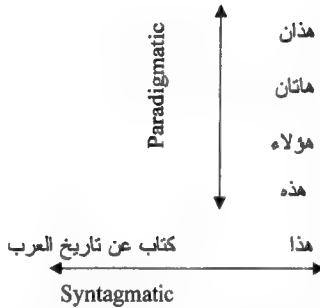 هذان
هاتان
هؤلاء
هذه
هذا كتاب عن تاريخ العرب
Paradigmatic
Syntagmatic